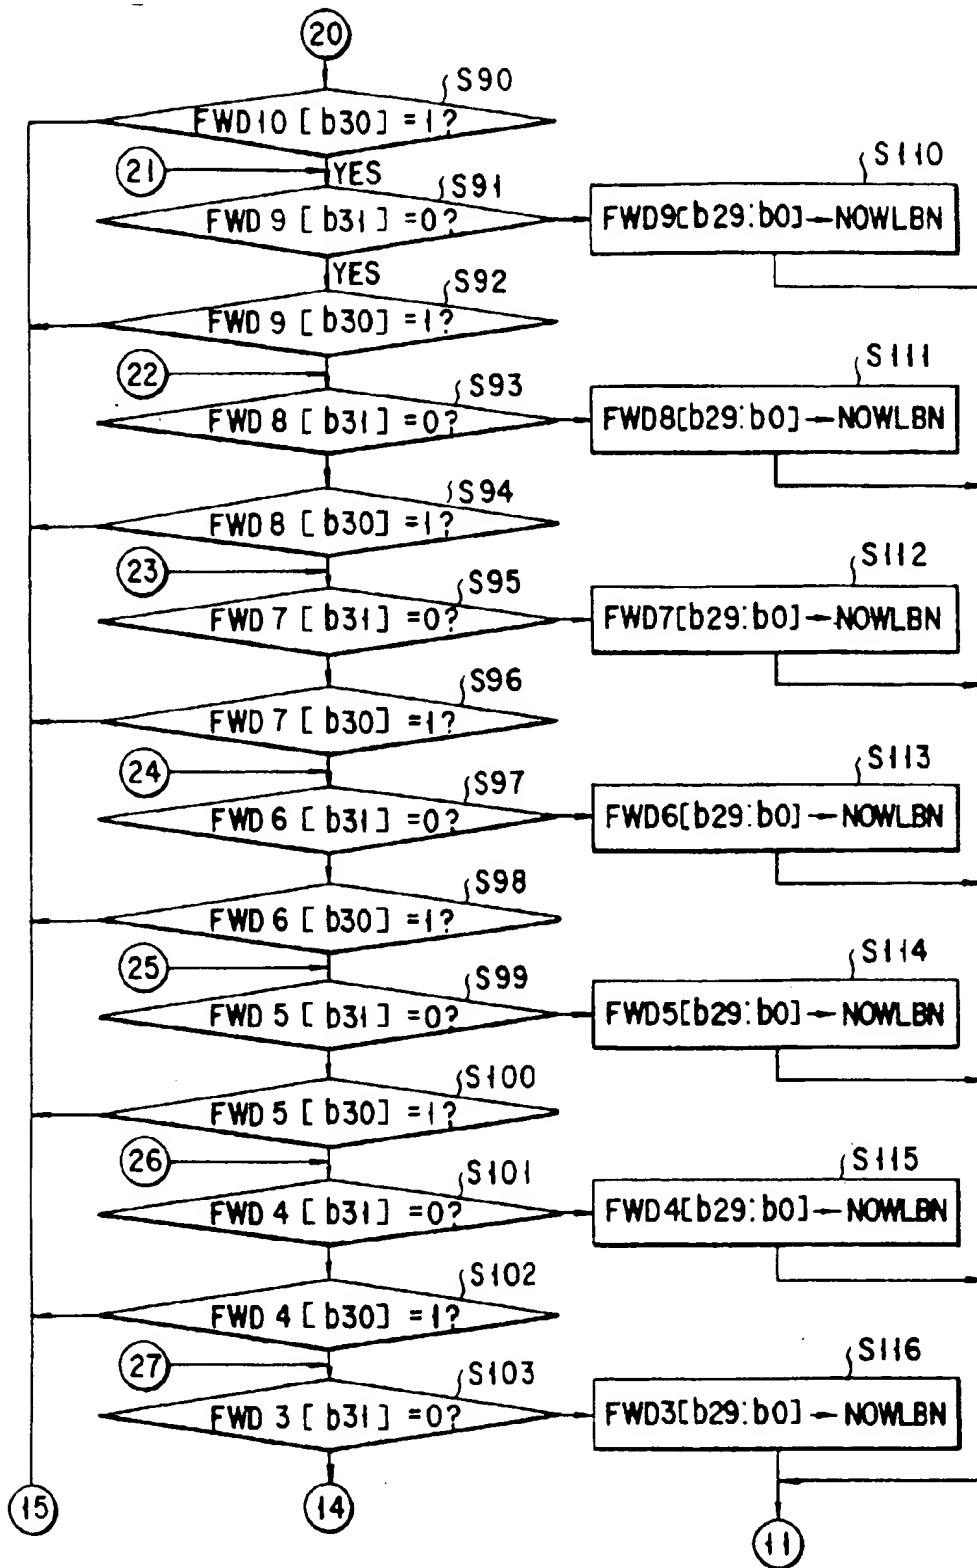 20
S90
FWD10 [b30] =1?
21
YES
S91
S110
FWD 9 [b31] =0?
FWD9[b29:b0]→NOWLBN
YES
S92
FWD 9 [b30] =1?
22
S93
S111
FWD 8 [b31] =0?
FWD8[b29:b0]→NOWLBN
S94
FWD 8 [b30] =1?
23
S95
S112
FWD 7 [b31] =0?
FWD7[b29:b0]→NOWLBN
S96
FWD 7 [b30] =1?
24
S97
S113
FWD 6 [b31] =0?
FWD6[b29:b0]→NOWLBN
S98
FWD 6 [b30] =1?
25
S99
S114
FWD 5 [b31] =0?
FWD5[b29:b0]→NOWLBN
S100
FWD 5 [b30] =1?
26
S101
S115
FWD 4 [b31] =0?
FWD4[b29:b0]→NOWLBN
S102
FWD 4 [b30] =1?
27
S103
S116
FWD 3 [b31] =0?
FWD3[b29:b0]→NOWLBN
15
14
11